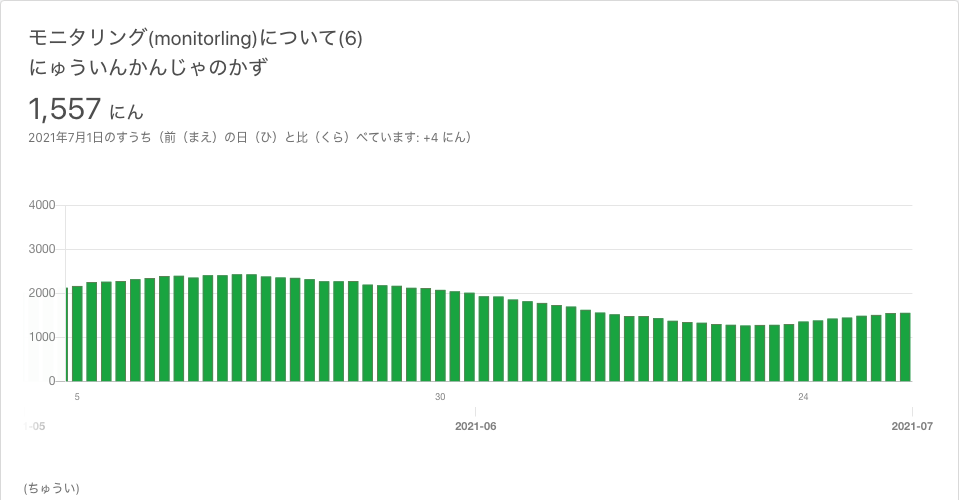 モニタリング(monitorling)について(6)
にゅういんかんじゃのかず
1,557 にん
2021年7月1日のすうち（前（まえ）の日（ひ）と比（くら）べています: +4 にん）
4000
3000
2000
1000
0
5
30
24
-05
2021-06
2021-07
(ちゅうい)